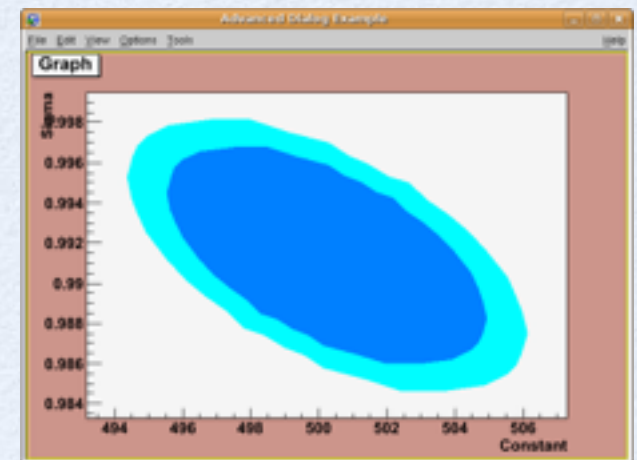 Advanced Dialog Example
File Edit View Options Tools Help
Graph
Sigma
0.998
0.996
0.994
0.992
0.99
0.988
0.986
0.984
494 496 498 500 502 504 506
Constant